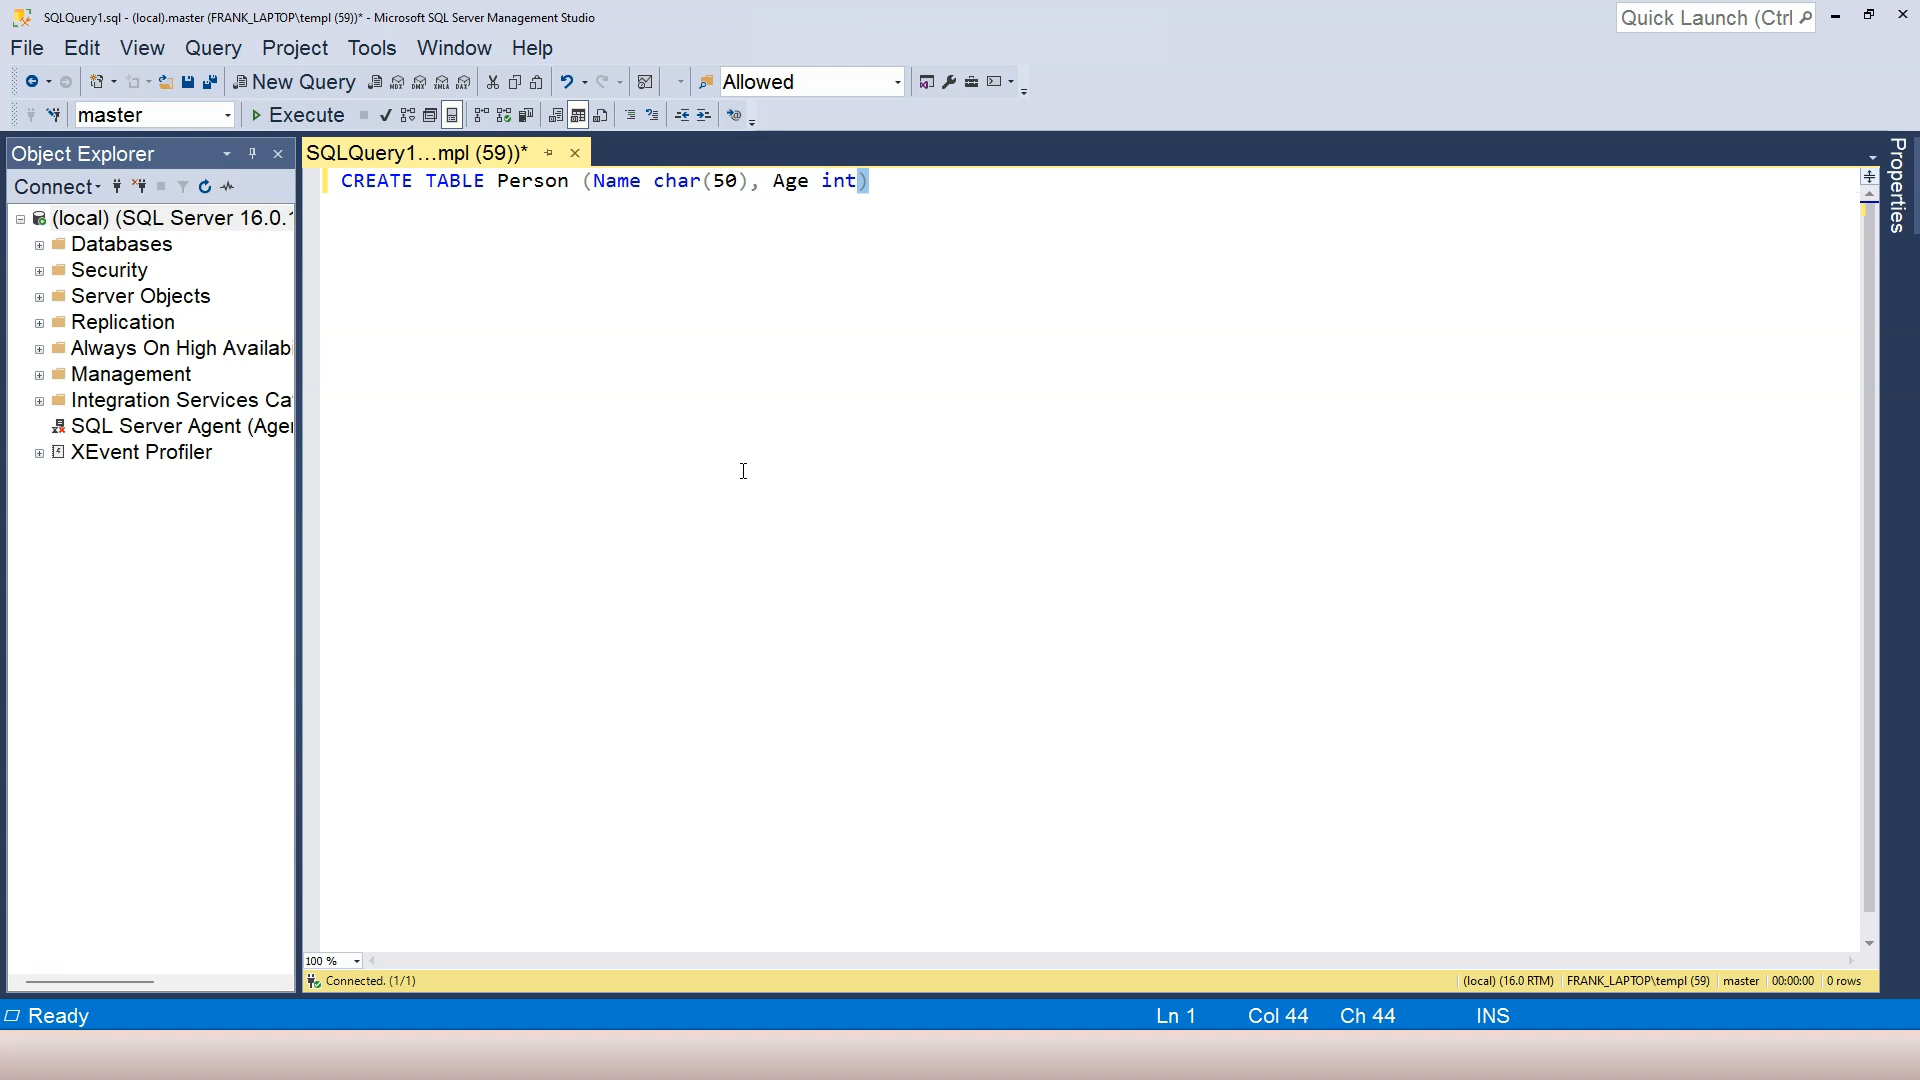 SQLQuery1.sql - (local).master (FRANK_LAPTOP\templ (59))* - Microsoft SQL Server Management Studio
Quick Launch (Ctrl
File Edit View Query Project Tools Window Help
New Query
Allowed
master
Execute
Object Explorer
SQLQuery1...mpl (59))*
Properties
Connect
CREATE TABLE Person (Name char(50), Age int)
(local) (SQL Server 16.0.1
Databases
Security
Server Objects
Replication
Always On High Availab
Management
Integration Services Ca
SQL Server Agent (Age
XEvent Profiler
100 %
Connected. (1/1)
(local) (16.0 RTM) FRANK_LAPTOP\templ (59) master 00:00:00 0 rows
Ready
Ln 1 Col 44 Ch 44 INS